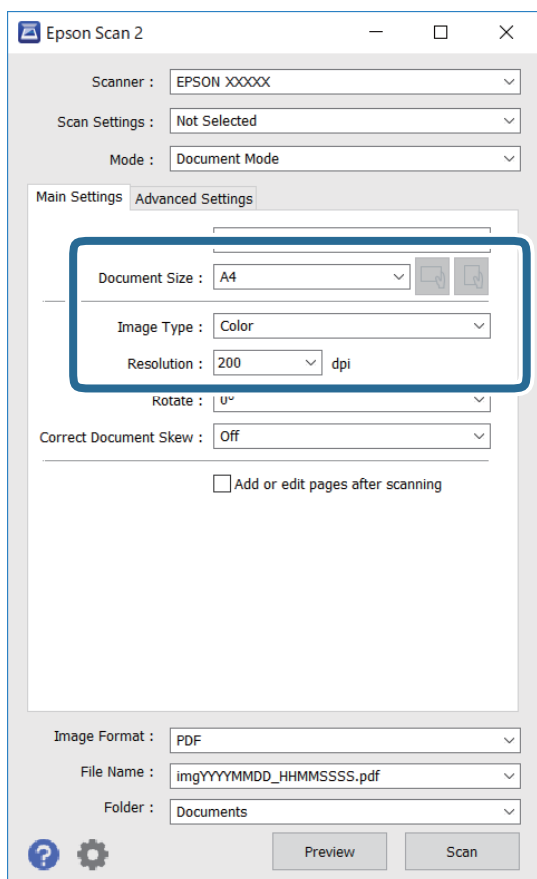 Epson Scan 2
Scanner : EPSON XXXXX
Scan Settings : Not Selected
Mode : Document Mode
Main Settings Advanced Settings
Document Size : A4
Image Type : Color
Resolution : 200 dpi
Rotate : 0°
Correct Document Skew : Off
Add or edit pages after scanning
Image Format : PDF
File Name : imgYYYYMMDD_HHMMSSSS.pdf
Folder : Documents
? Preview Scan